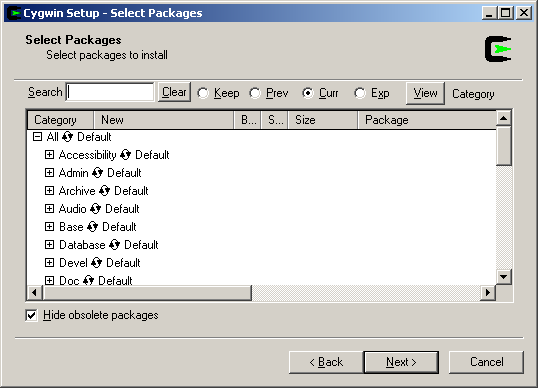 Cygwin Setup - Select Packages
Select Packages
Select packages to install
Search Clear Keep Prev Curr Exp View Category
Category New B... S... Size Package
All Default
Accessibility Default
Admin Default
Archive Default
Audio Default
Base Default
Database Default
Devel Default
Doc Default
Hide obsolete packages
< Back Next > Cancel